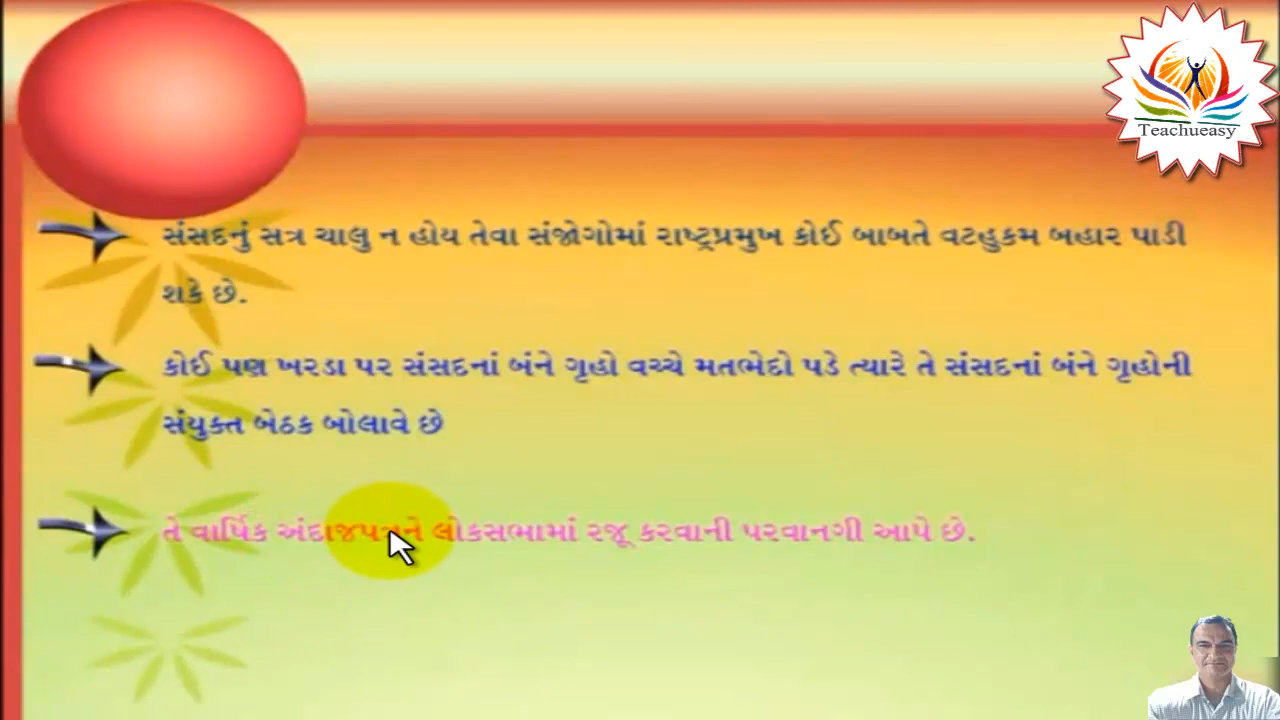 Teachueasy
સંસદનું સત્ર ચાલુ ન હોય તેવા સંજોગોમાં રાષ્ટ્રપ્રમુખ કોઈ બાબતે વટહુકમ બહાર પાડી
શકે છે.
કોઈ પણ ખરડા પર સંસદનાં બંને ગૃહો વચ્ચે મતભેદો પડે ત્યારે તે સંસદનાં બંને ગૃહોની
સંયુક્ત બેઠક બોલાવે છે
તે વાર્ષિક અંદાજપત્રને લોકસભામાં રજૂ કરવાની પરવાનગી આપે છે.